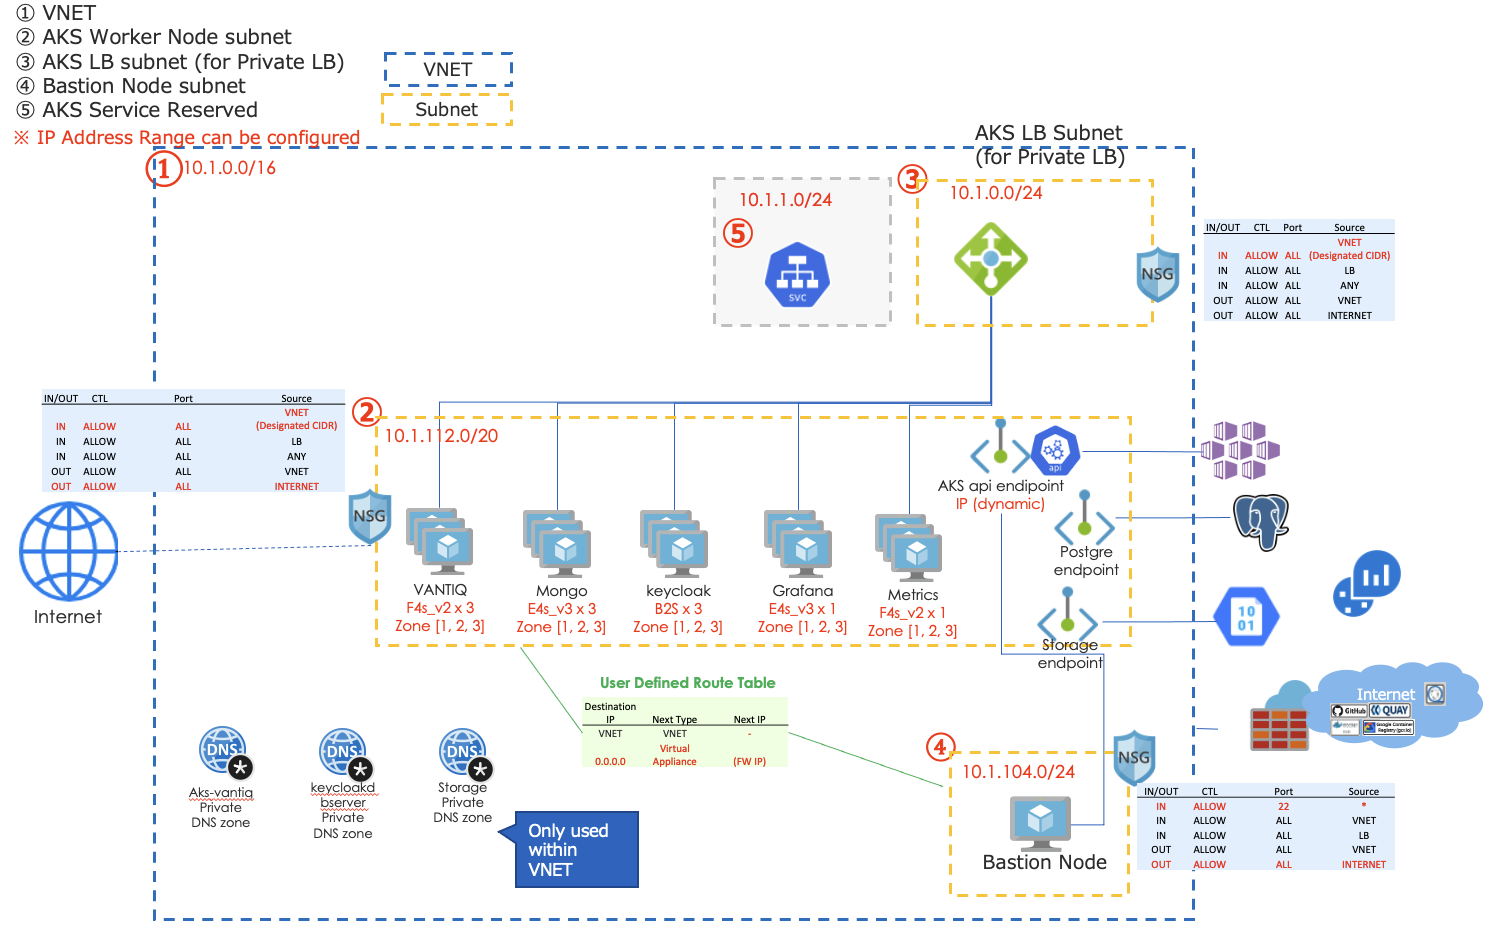 ① VNET
② AKS Worker Node subnet
③ AKS LB subnet (for Private LB)
④ Bastion Node subnet
⑤ AKS Service Reserved
※ IP Address Range can be configured
VNET
Subnet
① 10.1.0.0/16
AKS LB Subnet
(for Private LB)
10.1.1.0/24
⑤
svc
③
10.1.0.0/24
NSG
IN/OUT CTL Port Source
VNET
IN ALLOW ALL (Designated CIDR)
IN ALLOW ALL LB
IN ALLOW ALL ANY
OUT ALLOW ALL VNET
OUT ALLOW ALL INTERNET
IN/OUT CTL Port Source
VNET
IN ALLOW ALL (Designated CIDR)
IN ALLOW ALL LB
IN ALLOW ALL ANY
OUT ALLOW ALL VNET
OUT ALLOW ALL INTERNET
②
10.1.112.0/20
NSG
Internet
VANTIQ
F4s_v2 x 3
Zone [1, 2, 3]
Mongo
E4s_v3 x 3
Zone [1, 2, 3]
keycloak
B2S x 3
Zone [1, 2, 3]
Grafana
E4s_v3 x 1
Zone [1, 2, 3]
Metrics
F4s_v2 x 1
Zone [1, 2, 3]
api
AKS api enpdoint
IP (dynamic)
Postgre
endpoint
Storage
endpoint
10
01
Internet
GitHub
QUAY
Google Container
Registry (gcr.io)
User Defined Route Table
Destination
IP Next Type Next IP
VNET VNET -
Virtual
0.0.0.0 Appliance (FW IP)
DNS
Aks-vantiq
Private
DNS zone
DNS
keycloakd
bserver
Private
DNS zone
DNS
Storage
Private
DNS zone
Only used
within
VNET
④
10.1.104.0/24
NSG
Bastion Node
IN/OUT CTL Port Source
IN ALLOW 22 *
IN ALLOW ALL VNET
IN ALLOW ALL LB
OUT ALLOW ALL VNET
OUT ALLOW ALL INTERNET